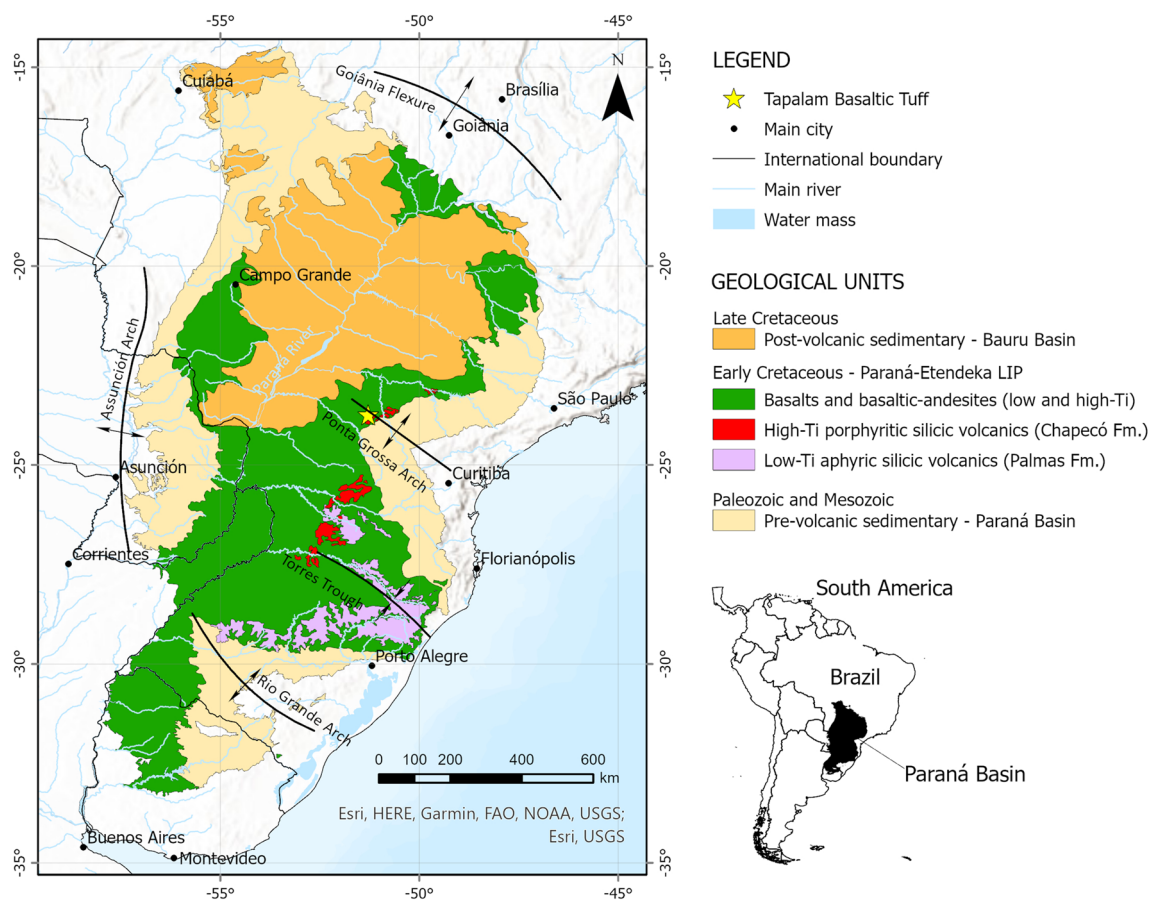 -55°
-50°
-45°
-15°
-15°
N
Cuiabá
Goiânia Flexure
Brasília
Goiânia
-20°
-20°
Campo Grande
Assunción Arch
Paraná River
São Paulo
Ponta Grossa Arch
-25°
-25°
Asunción
Curitiba
Corrientes
Florianópolis
Torres Trough
-30°
-30°
Porto Alegre
Rio Grande Arch
0 100 200 400 600
km
Esri, HERE, Garmin, FAO, NOAA, USGS;
Esri, USGS
Buenos Aires
Montevideo
-35°
-35°
-55°
-50°
-45°
LEGEND
Tapalam Basaltic Tuff
Main city
International boundary
Main river
Water mass
GEOLOGICAL UNITS
Late Cretaceous
Post-volcanic sedimentary - Bauru Basin
Early Cretaceous - Paraná-Etendeka LIP
Basalts and basaltic-andesites (low and high-Ti)
High-Ti porphyritic silicic volcanics (Chapecó Fm.)
Low-Ti aphyric silicic volcanics (Palmas Fm.)
Paleozoic and Mesozoic
Pre-volcanic sedimentary - Paraná Basin
South America
Brazil
Paraná Basin